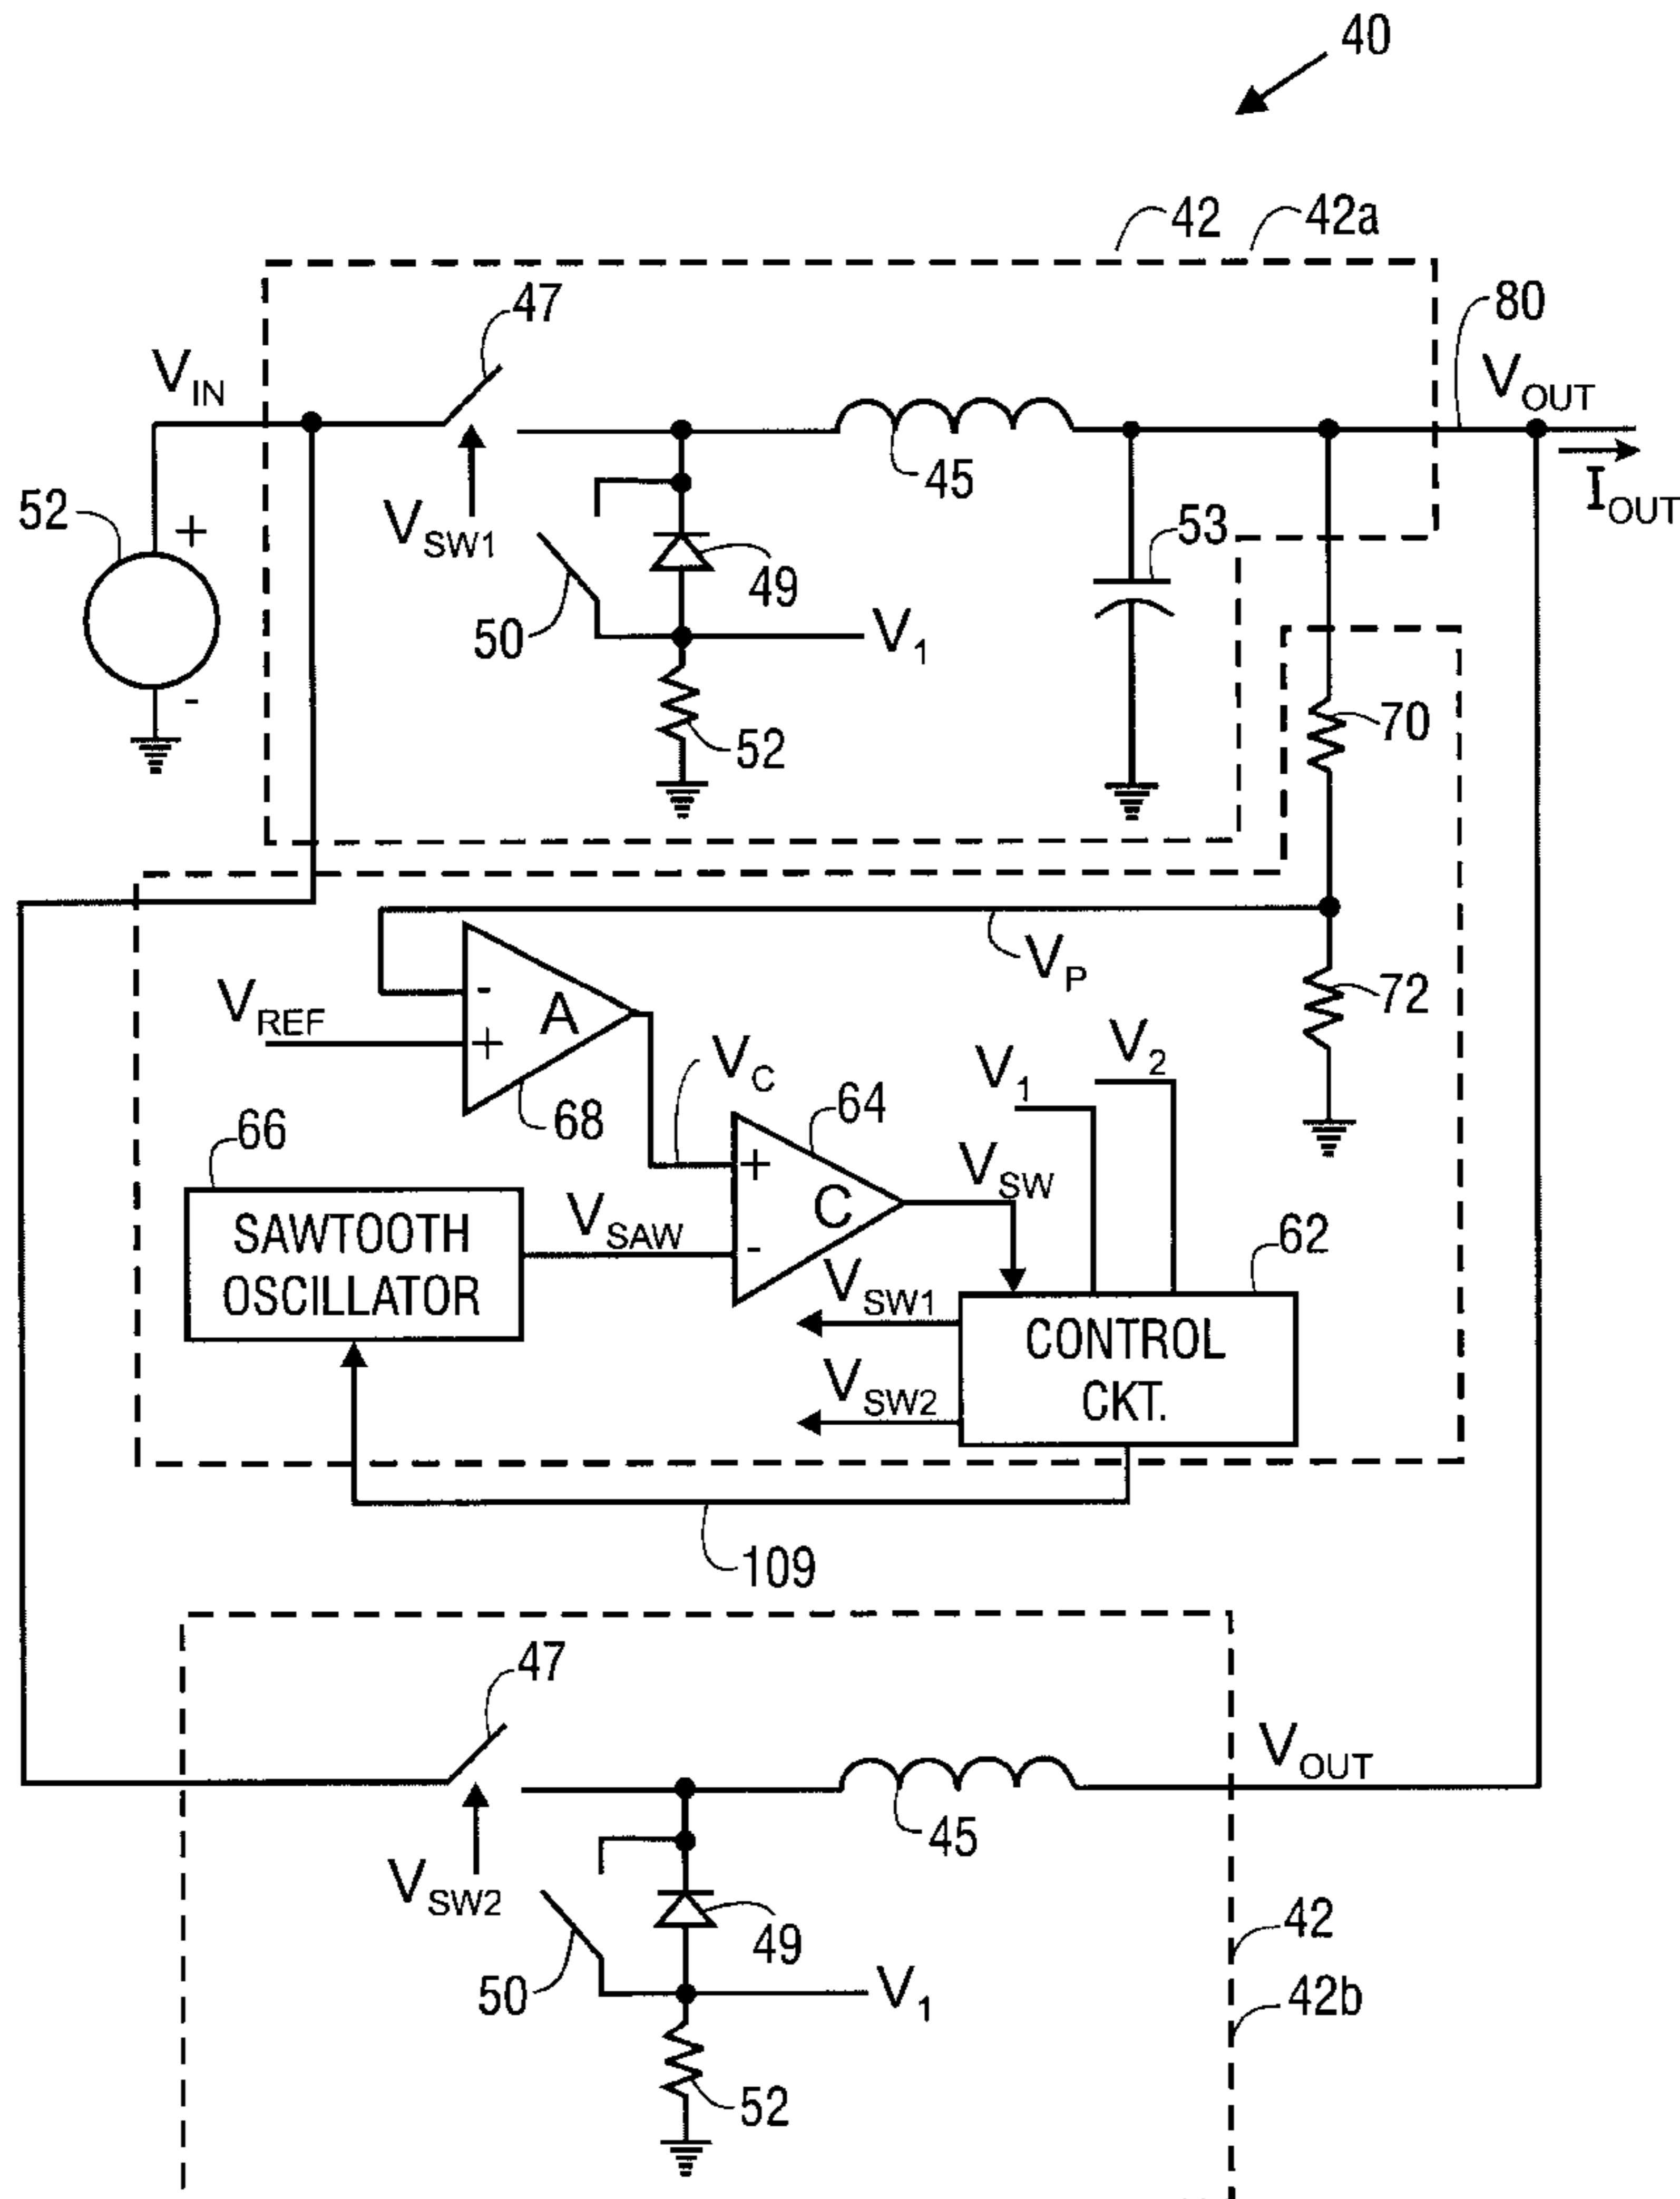 40
42
42a
47
80
VIN
VOUT
IOUT
52
+
-
VSW1
45
53
49
50
V1
52
70
VP
72
VREF
-
+
A
68
VC
V1
V2
64
66
SAWTOOTH
OSCILLATOR
VSAW
+
-
C
VSW
62
VSW1
VSW2
CONTROL
CKT.
109
47
VOUT
45
VSW2
49
50
V1
52
42
42b